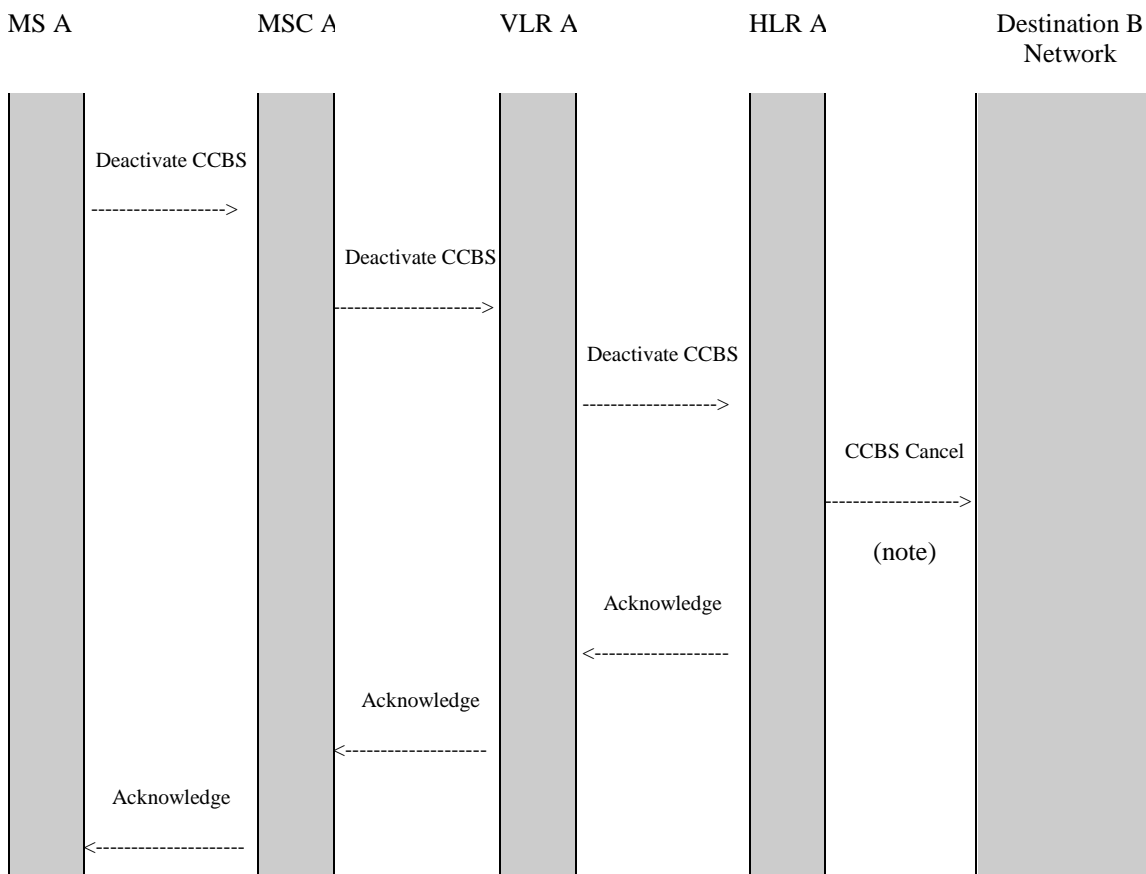 MS A
MSC A
VLR A
HLR A
Destination B
Network
Deactivate CCBS
-------------------->
Deactivate CCBS
--------------------->
Deactivate CCBS
-------------------->
CCBS Cancel
-------------------->
(note)
Acknowledge
<--------------------
Acknowledge
<--------------------
Acknowledge
<---------------------